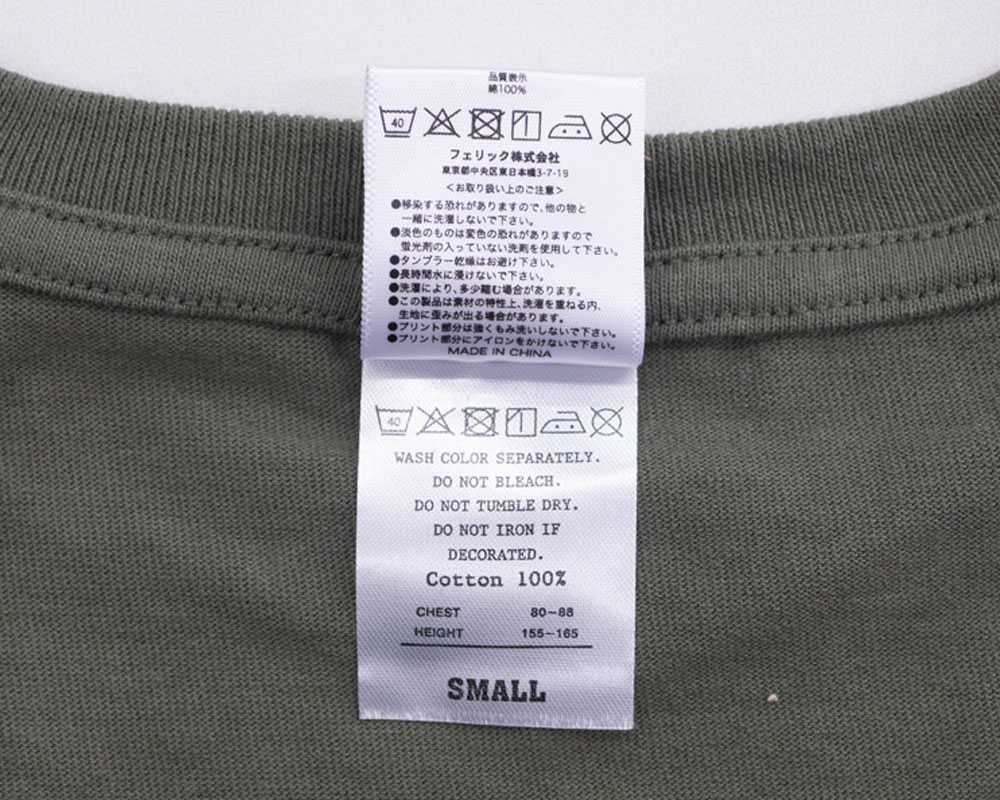 品質表示
綿100%
40
フェリック株式会社
東京都中央区東日本橋3-7-19
<お取り扱い上のご注意>
●移染する恐れがありますので、他の物と
一緒に洗濯しないで下さい。
●淡色のものは変色の恐れがありますので
蛍光剤の入っていない洗剤を使用して下さい。
●タンブラー乾燥はお避け下さい。
●長時間水に浸けないで下さい。
●洗濯により、多少縮む場合があります。
●この製品は素材の特性上、洗濯を重ねる内、
生地に歪みが出る場合があります。
●プリント部分は強くもみ洗いしないで下さい。
●プリント部分にアイロンをかけないで下さい。
MADE IN CHINA
40
WASH COLOR SEPARATELY.
DO NOT BLEACH.
DO NOT TUMBLE DRY.
DO NOT IRON IF
DECORATED.
Cotton 100%
CHEST 80~88
HEIGHT 155~165
SMALL